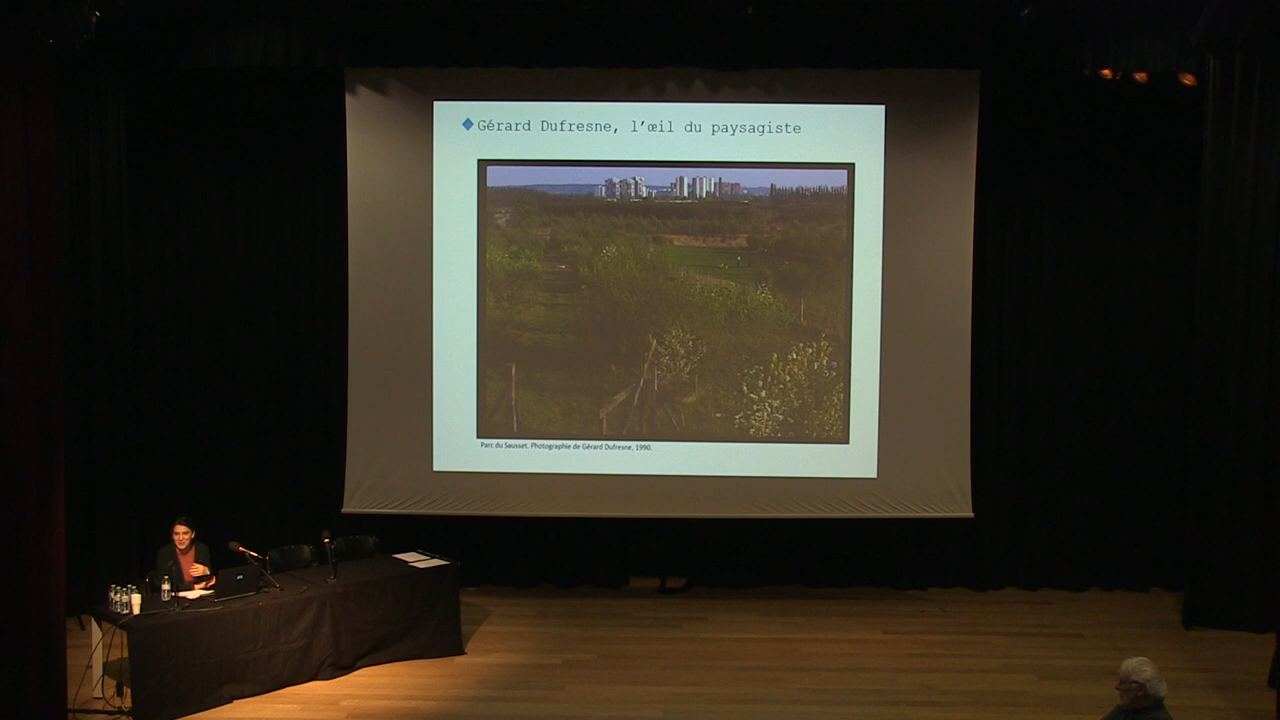 Gérard Dufresne, l'œil du paysagiste
Parc du Sausset. Photographie de Gérard Dufresne, 1990.